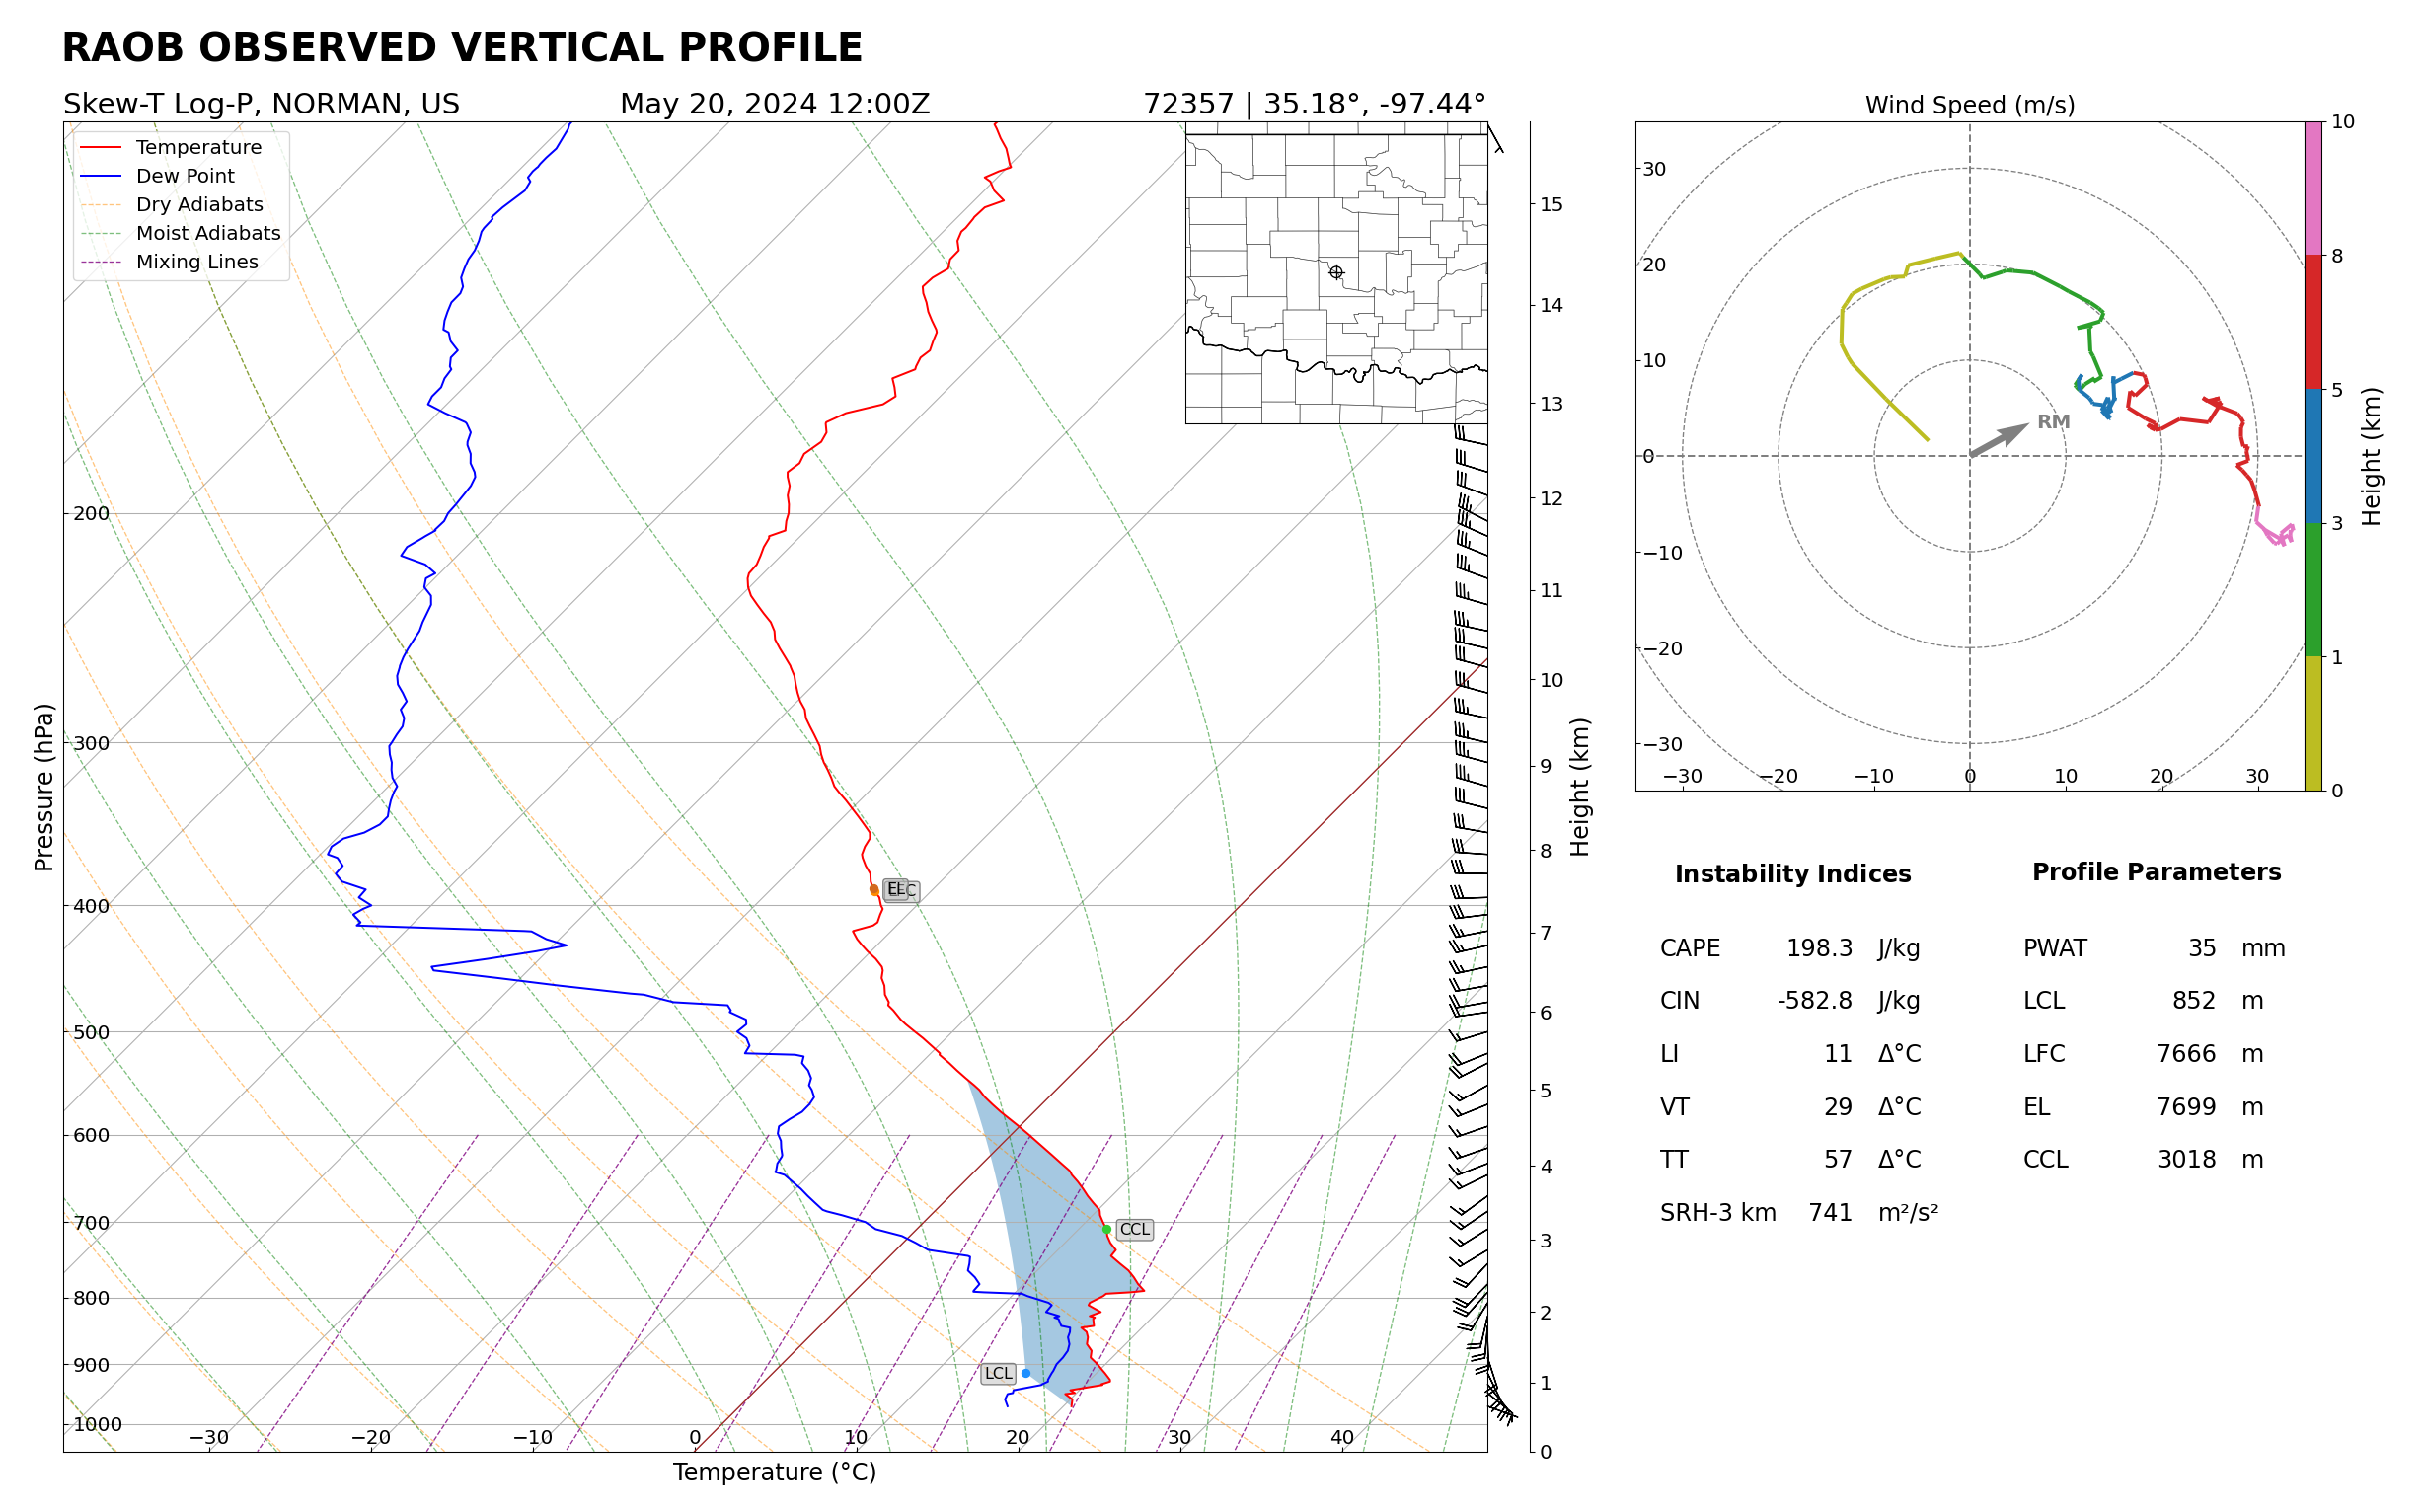 RAOB OBSERVED VERTICAL PROFILE
Skew-T Log-P, NORMAN, US May 20, 2024 12:00Z 72357 | 35.18°, -97.44°
Temperature
Dew Point
Dry Adiabats
Moist Adiabats
Mixing Lines
Pressure (hPa)
200
300
400
500
600
700
800
900
1000
−30 −20 −10 0 10 20 30 40
Temperature (°C)
EL
LFC
CCL
LCL
15
14
13
12
11
10
9
8
7
6
5
4
3
2
1
0
Height (km)
Wind Speed (m/s)
30
20
10
0
−10
−20
−30
−30 −20 −10 0 10 20 30
RM
10
8
5
3
1
0
Height (km)
Instability Indices Profile Parameters
CAPE 198.3 J/kg PWAT 35 mm
CIN -582.8 J/kg LCL 852 m
LI 11 Δ°C LFC 7666 m
VT 29 Δ°C EL 7699 m
TT 57 Δ°C CCL 3018 m
SRH-3 km 741 m²/s²